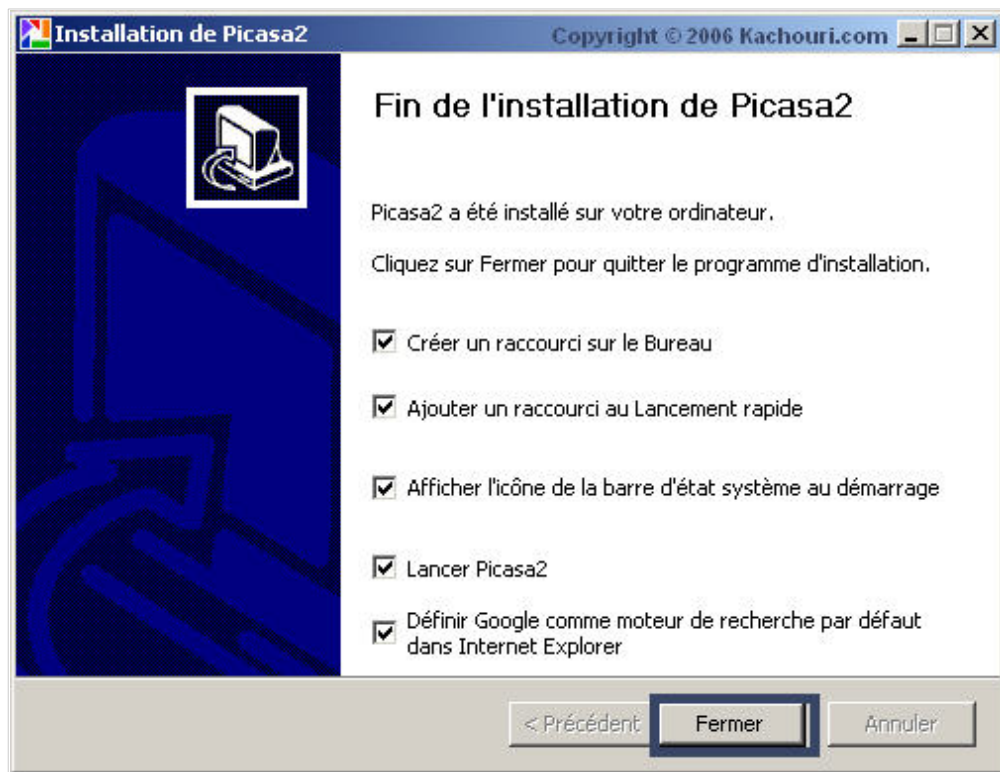 Installation de Picasa2
Copyright © 2006 Kachouri.com
Fin de l'installation de Picasa2
Picasa2 a été installé sur votre ordinateur.
Cliquez sur Fermer pour quitter le programme d'installation.
Créer un raccourci sur le Bureau
Ajouter un raccourci au Lancement rapide
Afficher l'icône de la barre d'état système au démarrage
Lancer Picasa2
Définir Google comme moteur de recherche par défaut
dans Internet Explorer
< Précédent
Fermer
Annuler